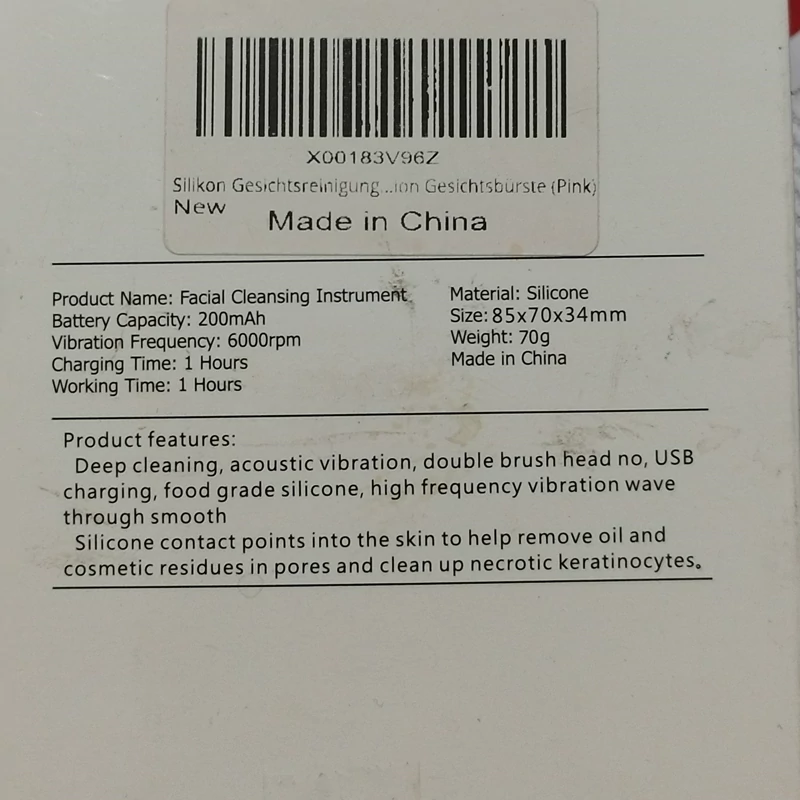 X00183V96Z
Silikon Gesichtsreinigung...ion Gesichtsbürste (Pink)
New
Made in China
Product Name: Facial Cleansing Instrument
Battery Capacity: 200mAh
Vibration Frequency: 6000rpm
Charging Time: 1 Hours
Working Time: 1 Hours
Material: Silicone
Size: 85x70x34mm
Weight: 70g
Made in China
Product features:
Deep cleaning, acoustic vibration, double brush head no, USB
charging, food grade silicone, high frequency vibration wave
through smooth
Silicone contact points into the skin to help remove oil and
cosmetic residues in pores and clean up necrotic keratinocytes。